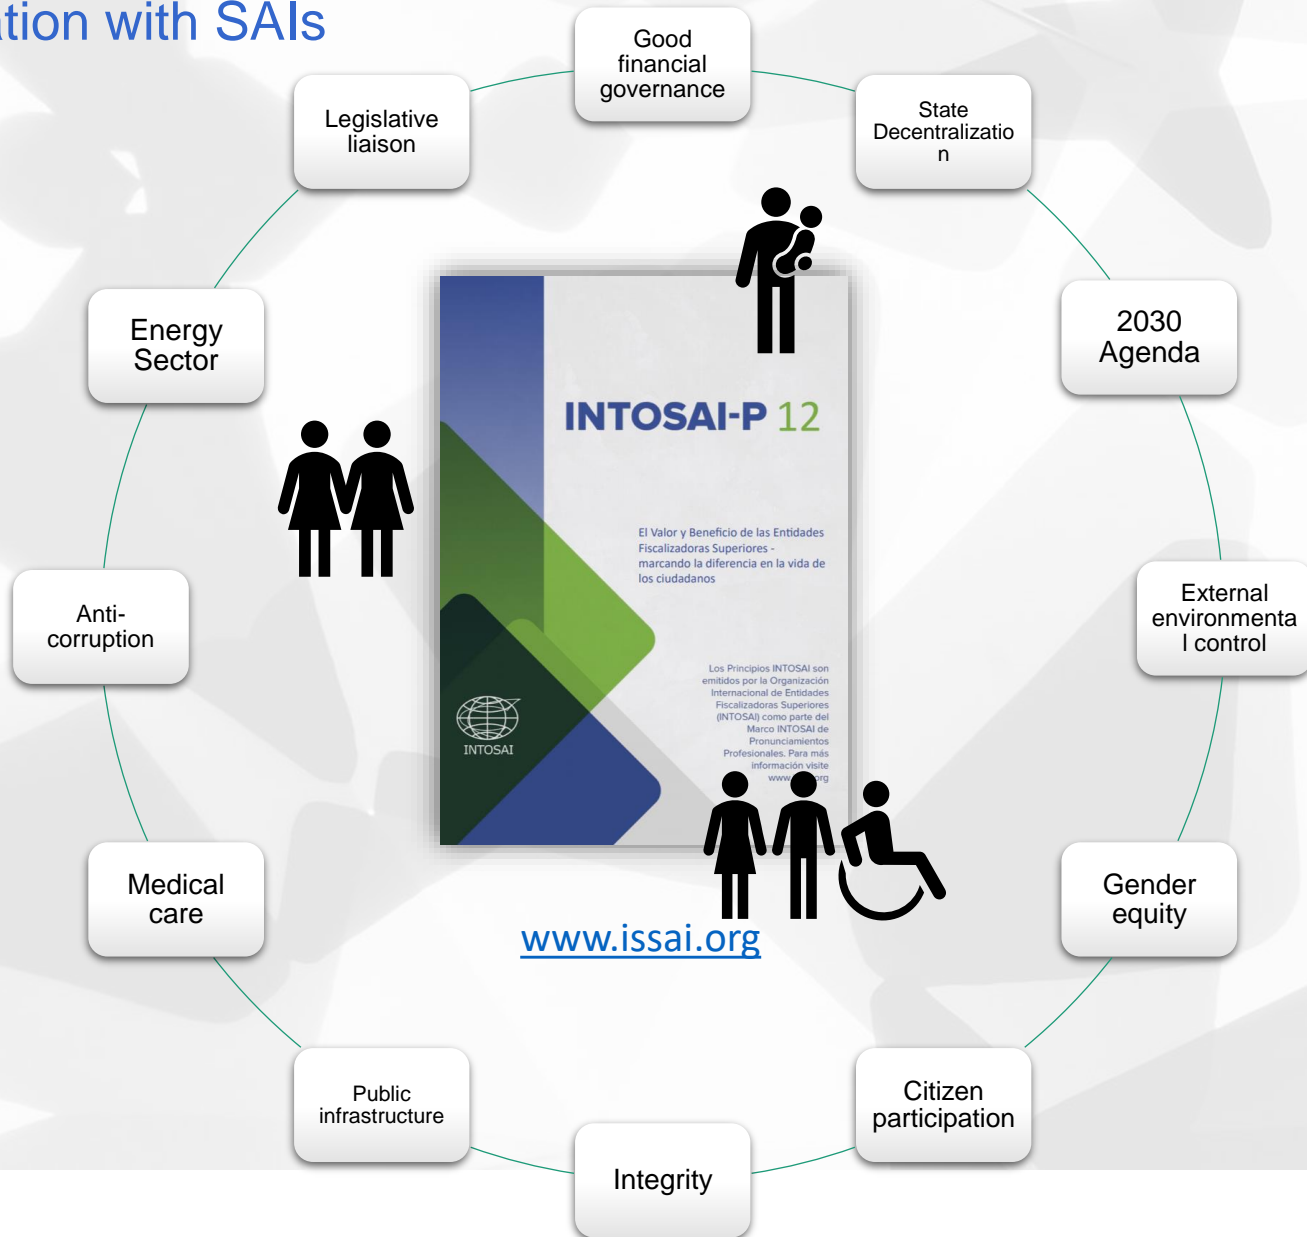 ation with SAIs
Good
financial
governance
State
Decentralizatio
n
2030
Agenda
External
environmenta
l control
Gender
equity
Citizen
participation
Integrity
Public
infrastructure
Medical
care
Anti-
corruption
Energy
Sector
Legislative
liaison
INTOSAI-P 12
El Valor y Beneficio de las Entidades
Fiscalizadoras Superiores -
marcando la diferencia en la vida de
los ciudadanos
Los Principios INTOSAI son
emitidos por la Organización
Internacional de Entidades
Fiscalizadoras Superiores
(INTOSAI) como parte del
Marco INTOSAI de
Pronunciamientos
Profesionales. Para más
información visite
INTOSAI
www.issai.org